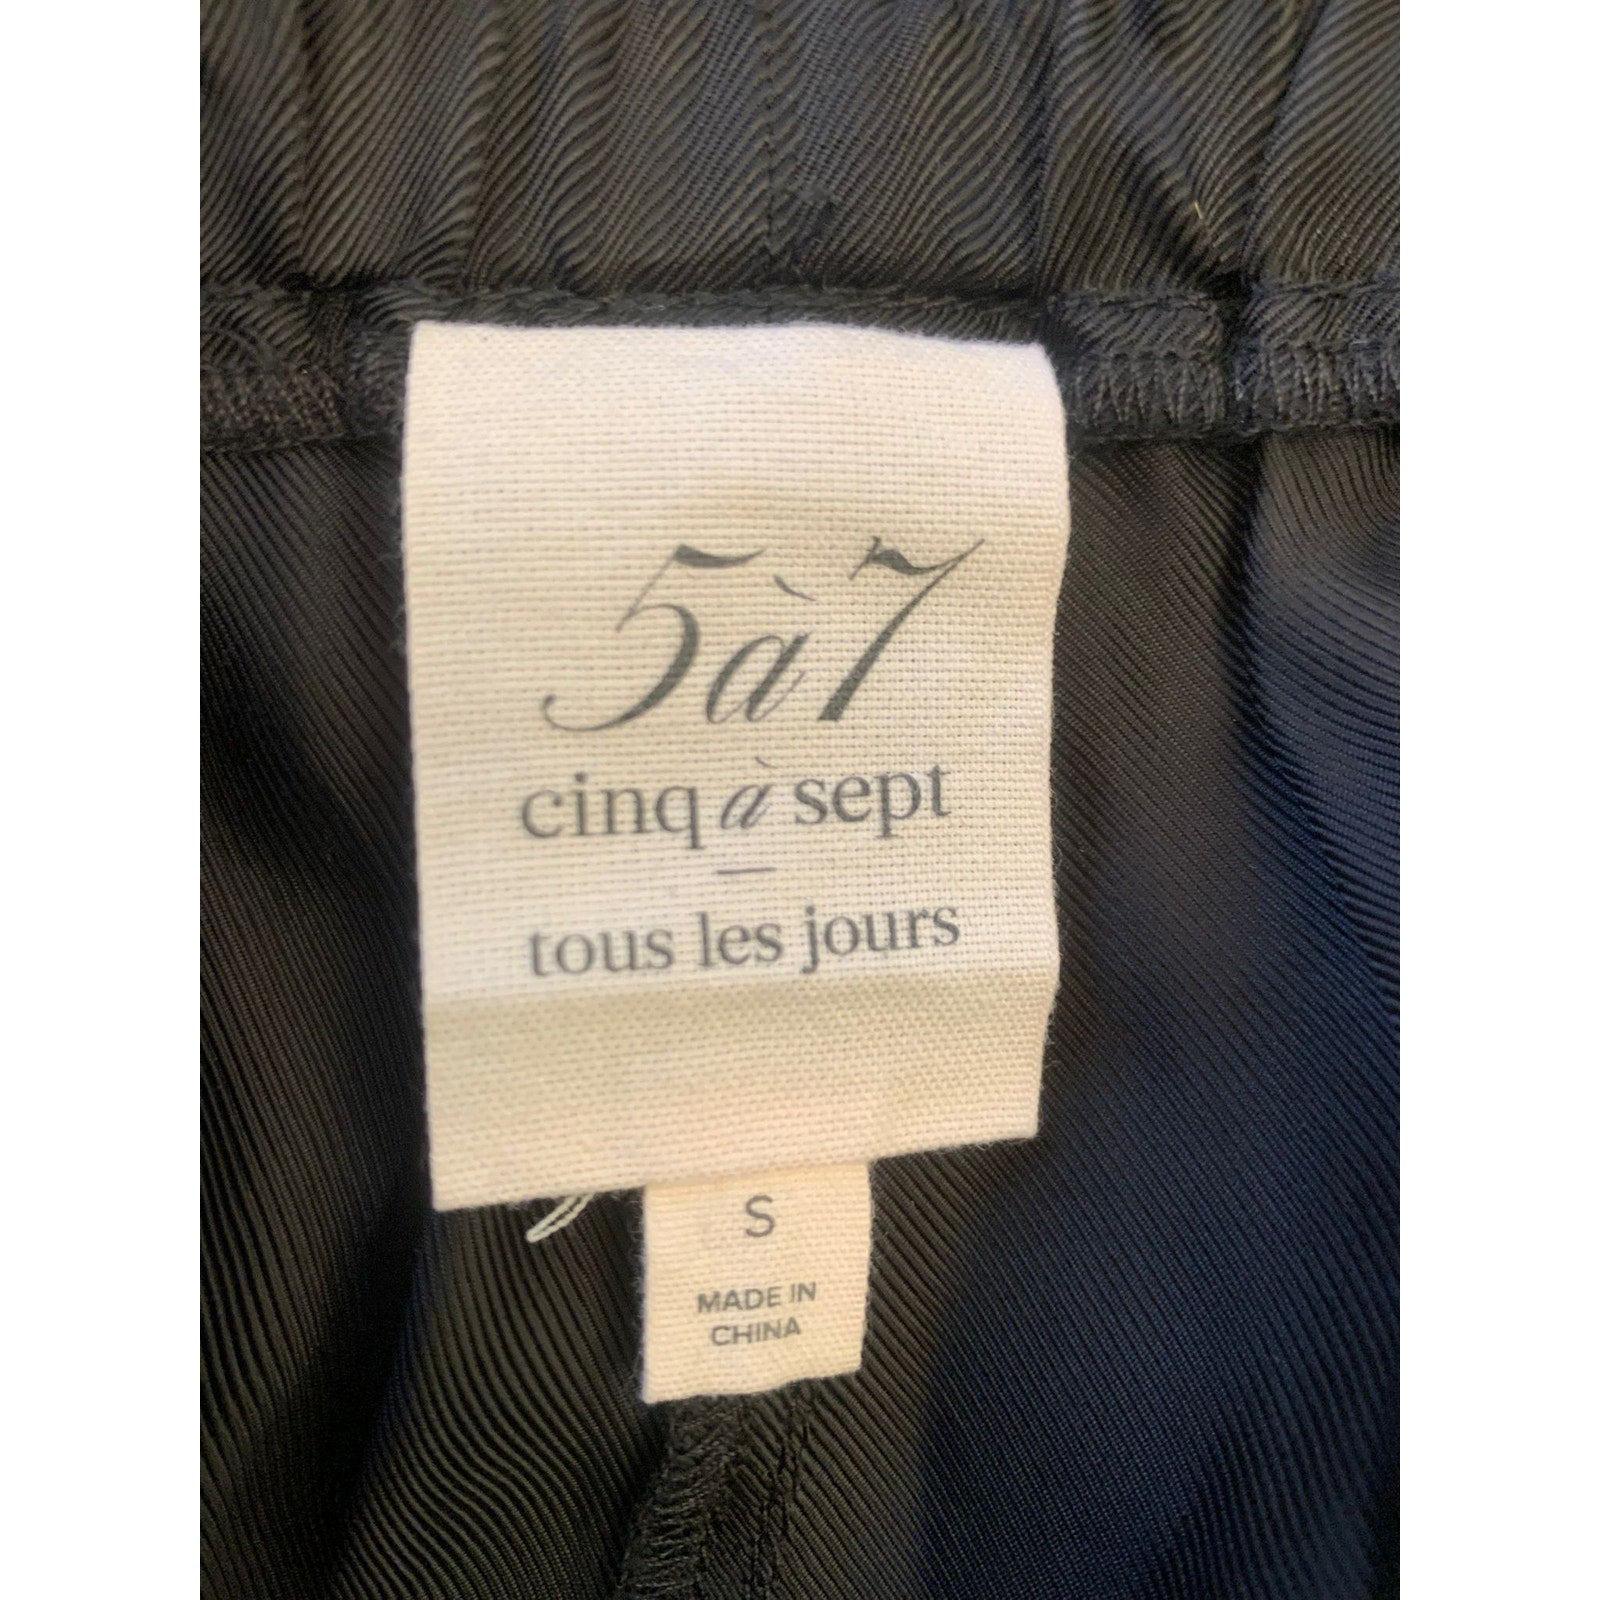 5à7
cinq à sept
—
tous les jours
S
MADE IN
CHINA